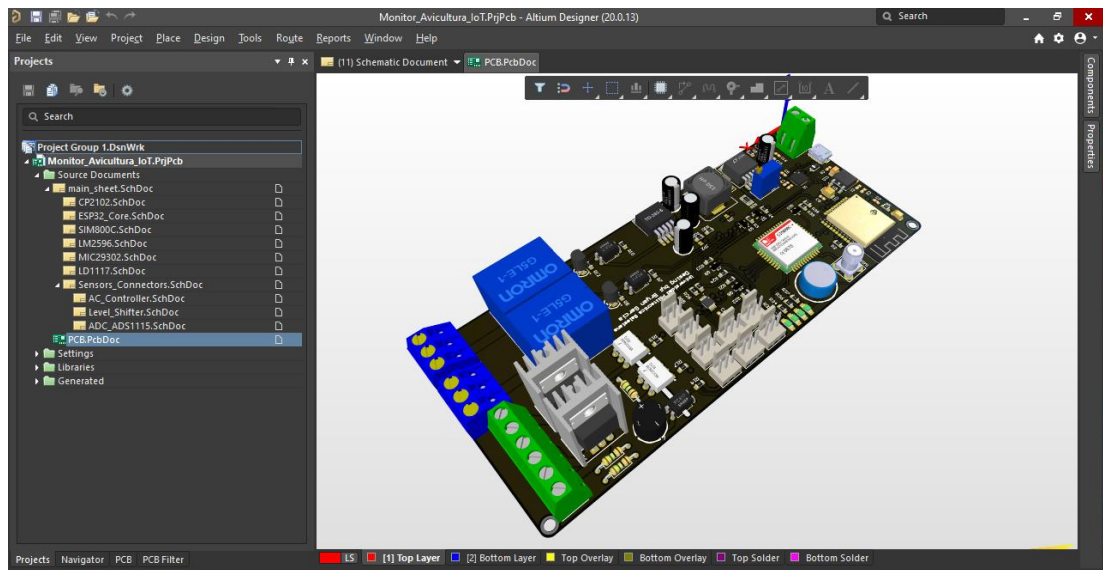 Monitor_Avicultura_IoT.PrjPcb - Altium Designer (20.0.13)
Search
File Edit View Project Place Design Tools Route Reports Window Help
Projects
(11) Schematic Document
PCB.PcbDoc
Search
Project Group 1.DsnWrk
Monitor_Avicultura_IoT.PrjPcb
Source Documents
main_sheet.SchDoc
CP2102.SchDoc
ESP32_Core.SchDoc
SIM800C.SchDoc
LM2596.SchDoc
MIC29302.SchDoc
LD1117.SchDoc
Sensors_Connectors.SchDoc
AC_Controller.SchDoc
Level_Shifter.SchDoc
ADC_ADS1115.SchDoc
PCB.PcbDoc
Settings
Libraries
Generated
Components
Properties
OMRON
G5LE-1
OMRON
G5LE-1
Projects Navigator PCB PCB Filter
LS [1] Top Layer [2] Bottom Layer Top Overlay Bottom Overlay Top Solder Bottom Solder